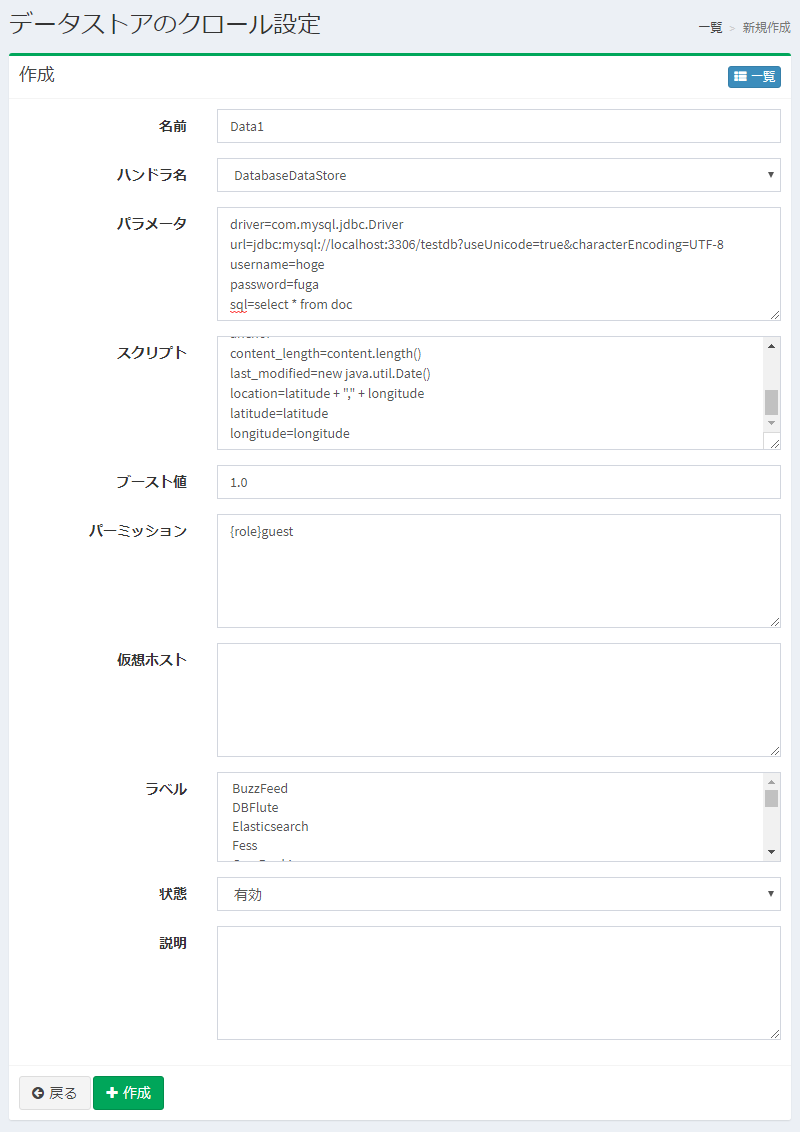 データストアのクロール設定
一覧 > 新規作成
作成
一覧
名前
Data1
ハンドラ名
DatabaseDataStore
パラメータ
driver=com.mysql.jdbc.Driver
url=jdbc:mysql://localhost:3306/testdb?useUnicode=true&characterEncoding=UTF-8
username=hoge
password=fuga
sql=select * from doc
スクリプト
content_length=content.length()
last_modified=new java.util.Date()
location=latitude + "," + longitude
latitude=latitude
longitude=longitude
ブースト値
1.0
パーミッション
{role}guest
仮想ホスト
ラベル
BuzzFeed
DBFlute
Elasticsearch
Fess
状態
有効
説明
戻る
作成